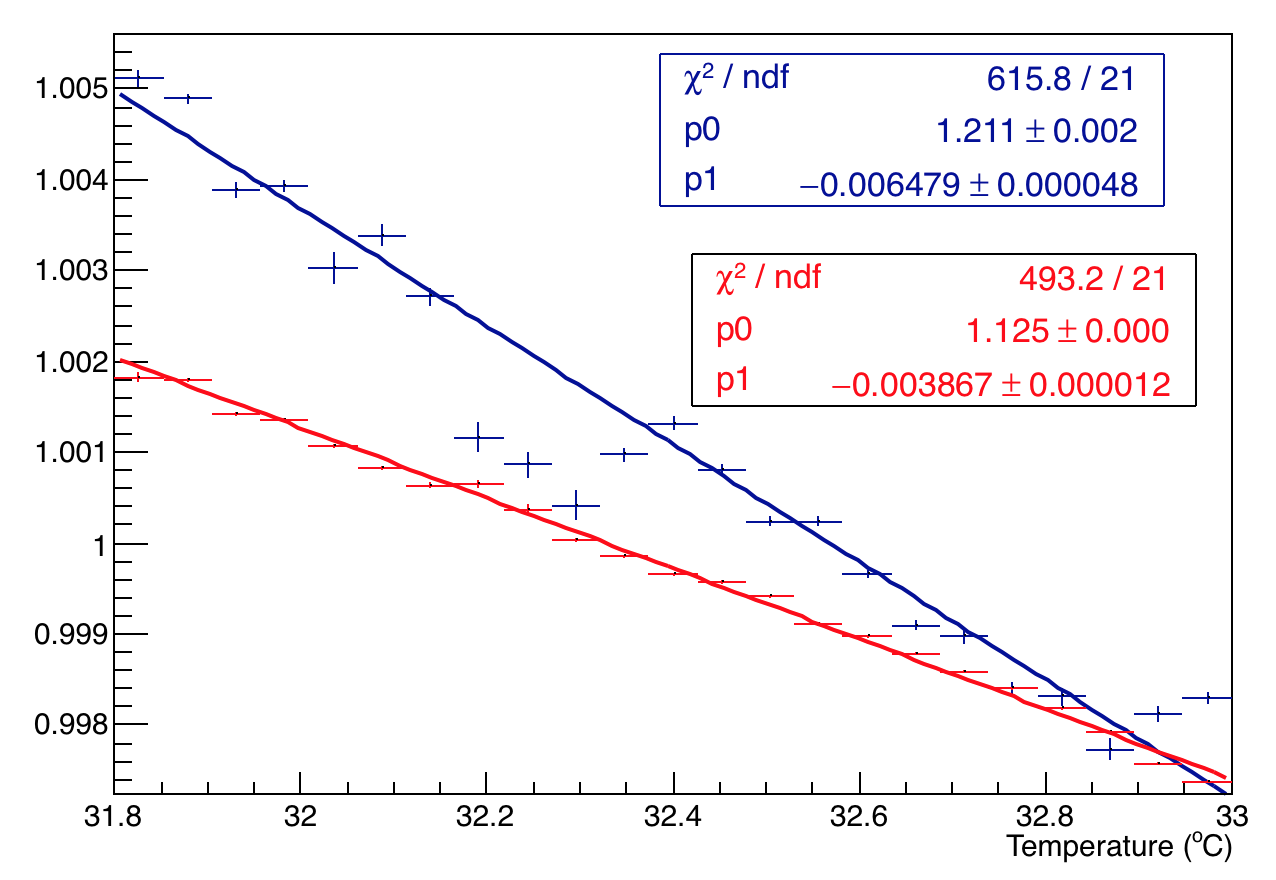 1.005
1.004
1.003
1.002
1.001
1
0.999
0.998
χ² / ndf 615.8 / 21
p0 1.211 ± 0.002
p1 −0.006479 ± 0.000048
χ² / ndf 493.2 / 21
p0 1.125 ± 0.000
p1 −0.003867 ± 0.000012
31.8 32 32.2 32.4 32.6 32.8 33
Temperature (°C)